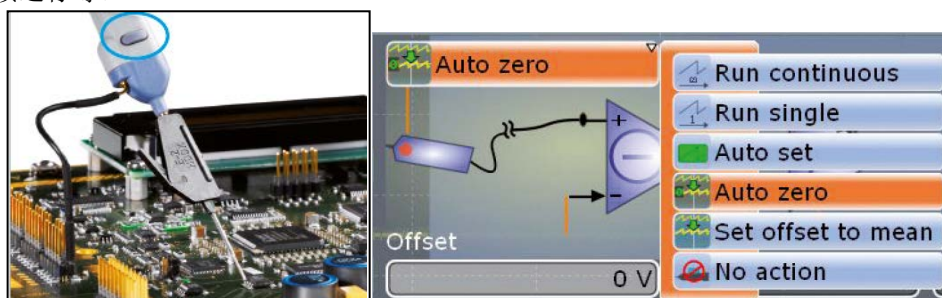 Auto zero
Run continuous
Run single
Auto set
Auto zero
Set offset to mean
No action
Offset
0 V